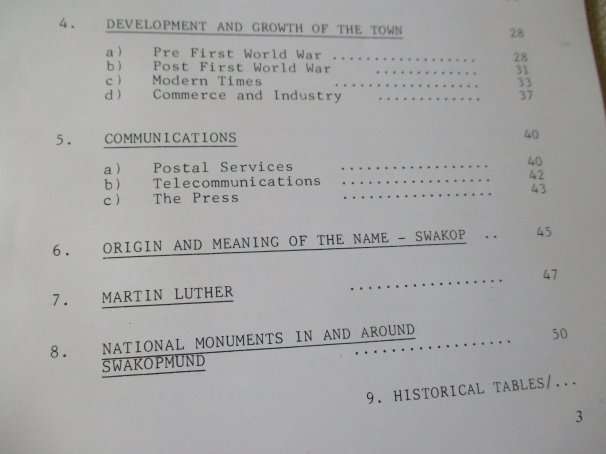 4. DEVELOPMENT AND GROWTH OF THE TOWN 28
a) Pre First World War .................. 28
b) Post First World War ............. 31
c) Modern Times .................. 33
d) Commerce and Industry ............. 37
5. COMMUNICATIONS 40
a) Postal Services .................. 40
b) Telecommunications .................. 42
c) The Press .................. 43
6. ORIGIN AND MEANING OF THE NAME – SWAKOP .. 45
7. MARTIN LUTHER .................. 47
8. NATIONAL MONUMENTS IN AND AROUND
SWAKOPMUND .................. 50
9. HISTORICAL TABLES/...
3